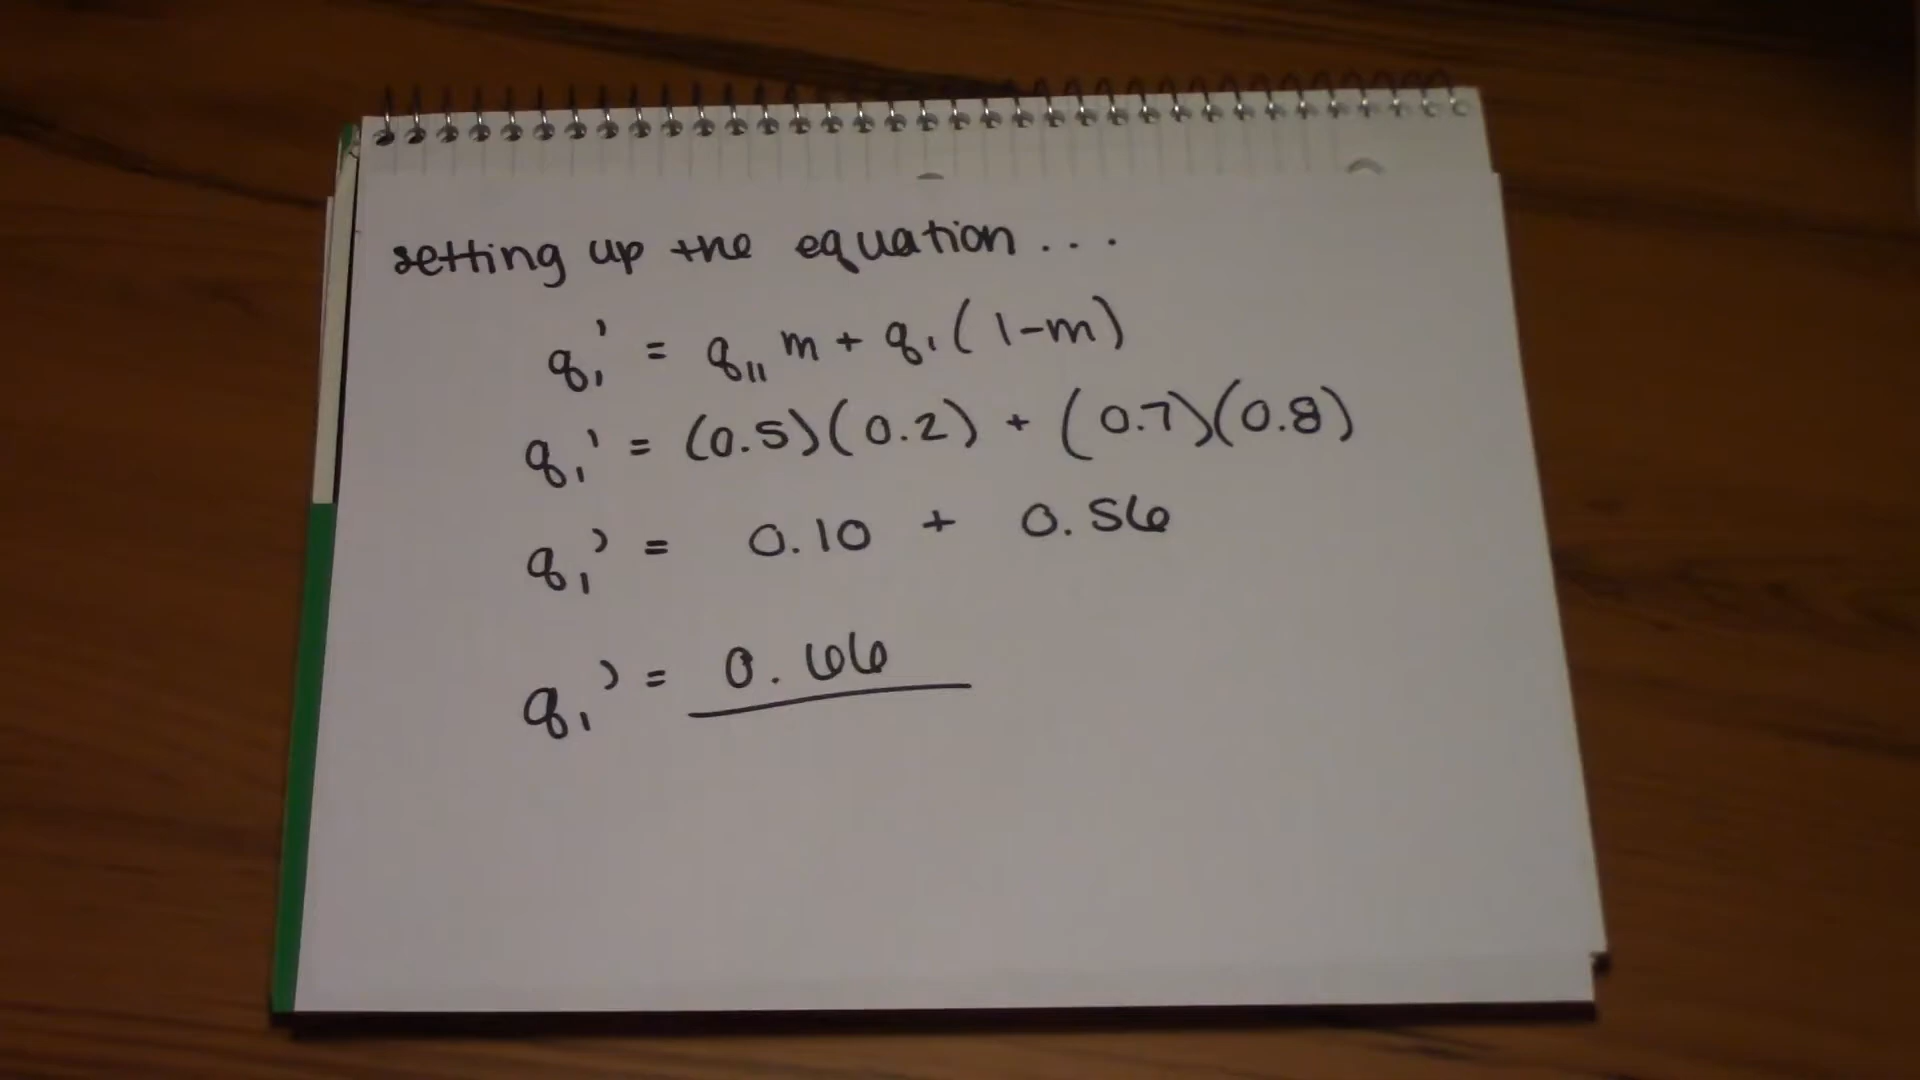 setting up the equation...
q₁' = q₁₁m + q₁(1-m)
q₁' = (0.5)(0.2) + (0.7)(0.8)
q₁' = 0.10 + 0.56
q₁' = 0.66